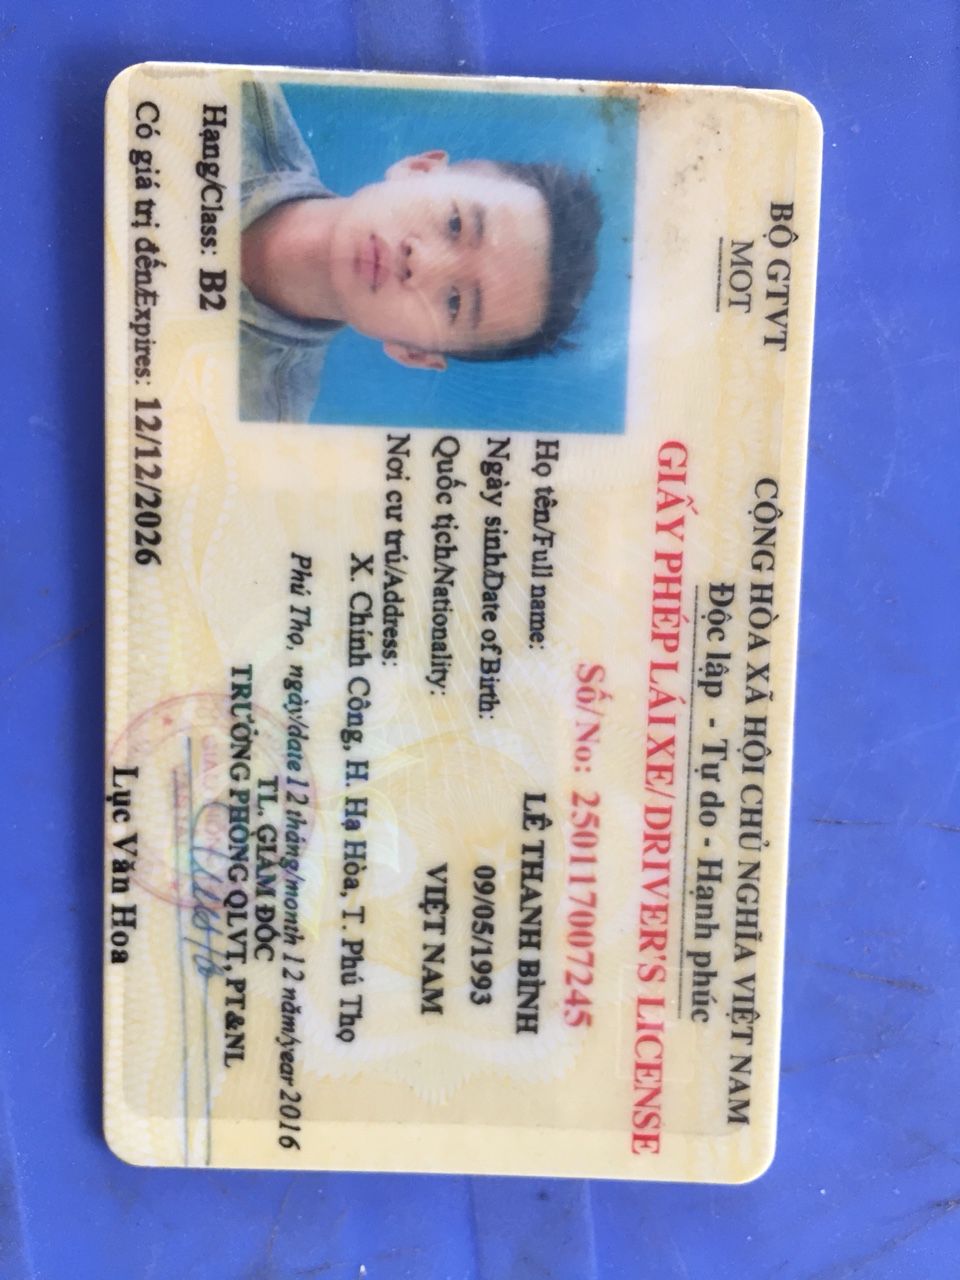 BỘ GTVT
MOT
CỘNG HÒA XÃ HỘI CHỦ NGHĨA VIỆT NAM
Độc lập - Tự do - Hạnh phúc
GIẤY PHÉP LÁI XE/ DRIVER'S LICENSE
Số/No: 250117007245
Họ tên/Full name: LÊ THANH BÌNH
Ngày sinh/Date of Birth: 09/05/1993
Quốc tịch/Nationality: VIỆT NAM
Nơi cư trú/Address:
X. Chính Công, H. Hạ Hòa, T. Phú Thọ
Phú Thọ, ngày/date 12 tháng/month 12 năm/year 2016
TL. GIÁM ĐỐC
TRƯỞNG PHÒNG QLVT, PT&NL
Hạng/Class: B2
Có giá trị đến/Expires: 12/12/2026
Lục Văn Hoa